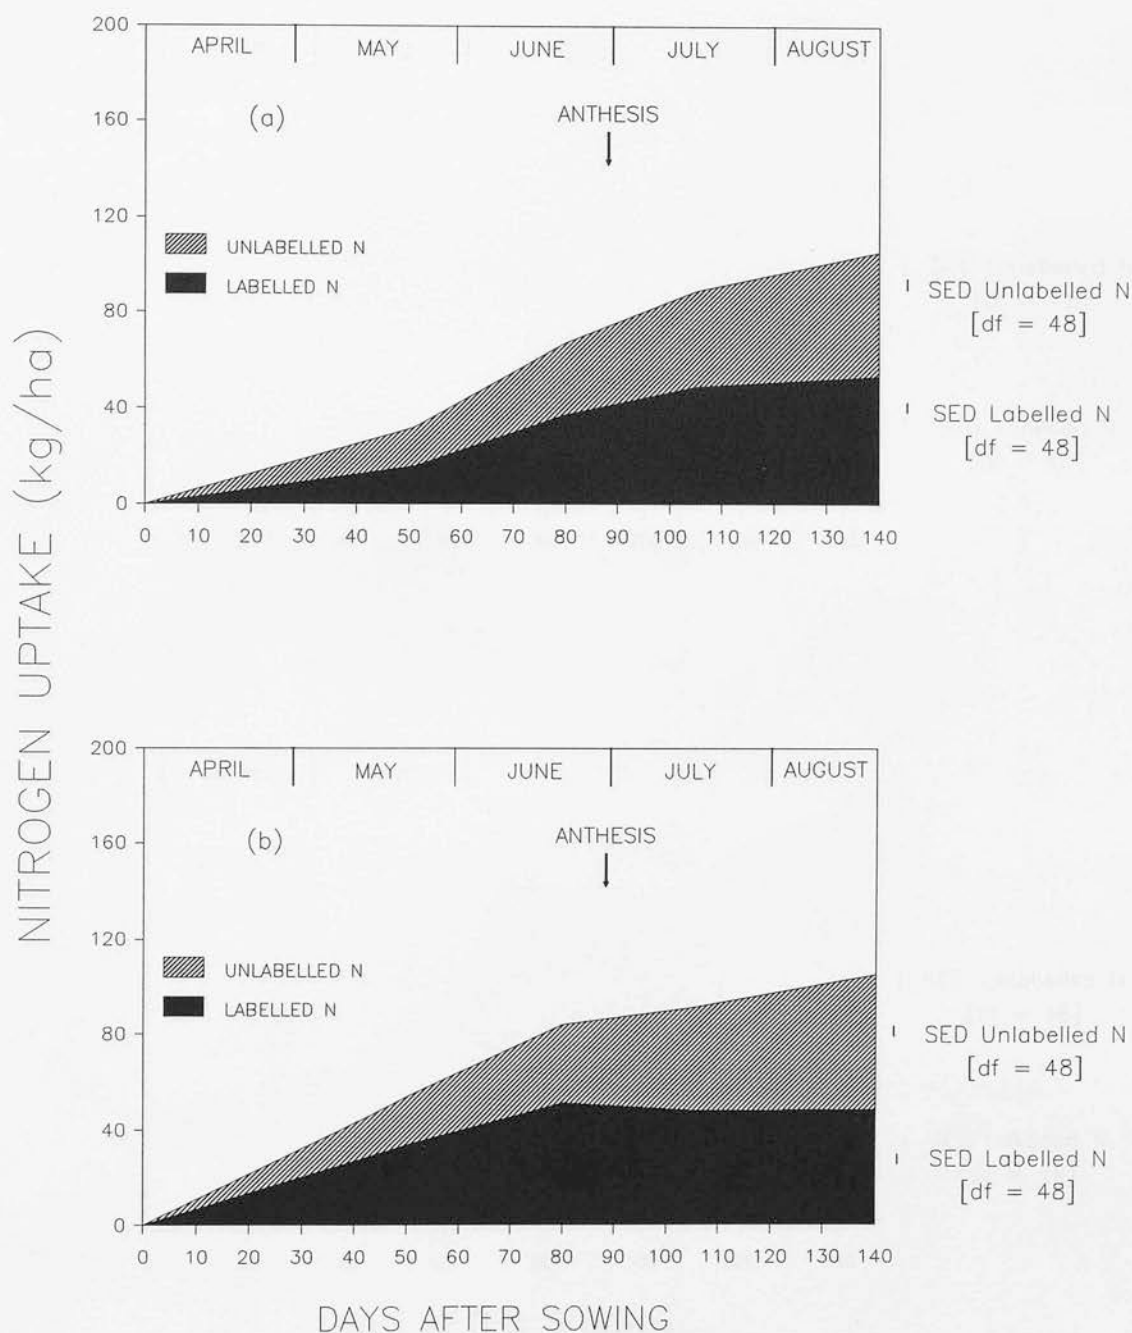 200
APRIL | MAY | JUNE | JULY | AUGUST
160
(a)
ANTHESIS
120
UNLABELLED N
LABELLED N
80
SED Unlabelled N
[df = 48]
40
SED Labelled N
[df = 48]
0
0 10 20 30 40 50 60 70 80 90 100 110 120 130 140
NITROGEN UPTAKE (kg/ha)
200
APRIL | MAY | JUNE | JULY | AUGUST
160
(b)
ANTHESIS
120
UNLABELLED N
LABELLED N
80
SED Unlabelled N
[df = 48]
40
SED Labelled N
[df = 48]
0
0 10 20 30 40 50 60 70 80 90 100 110 120 130 140
DAYS AFTER SOWING